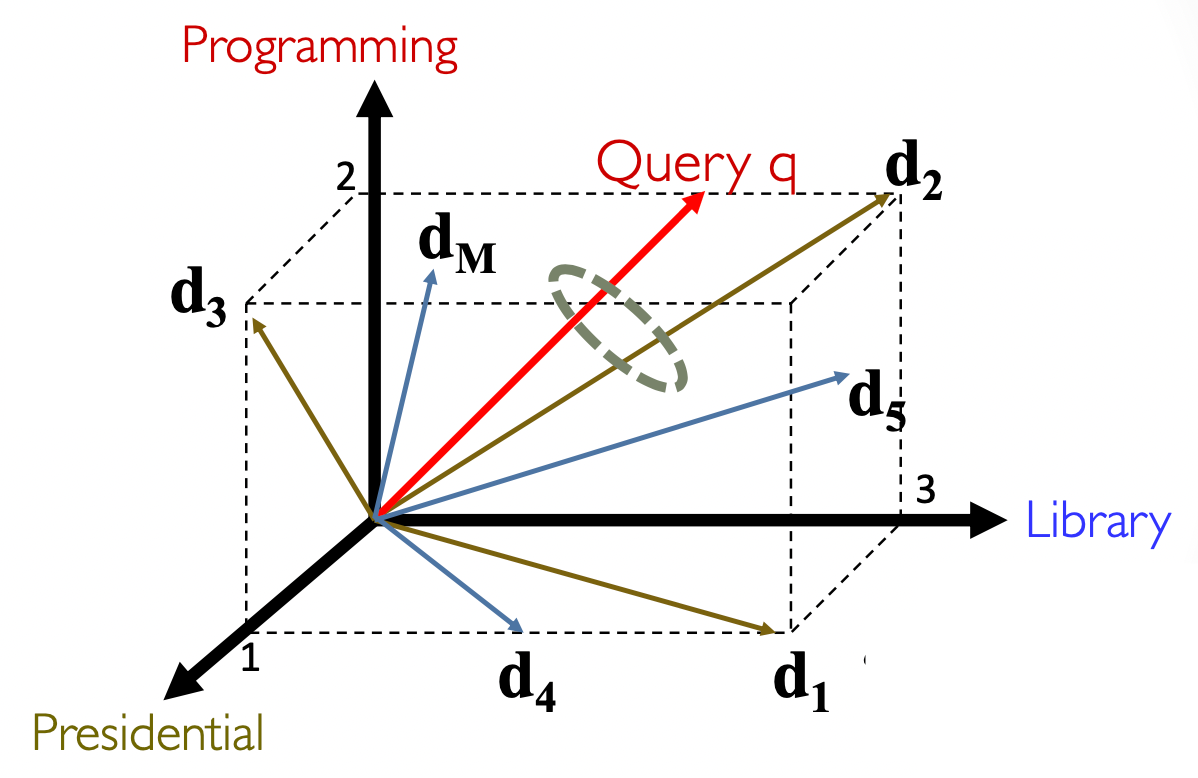 Programming
Query q
d2
2
dM
d3
d5
3
Library
1
d4
d1
Presidential